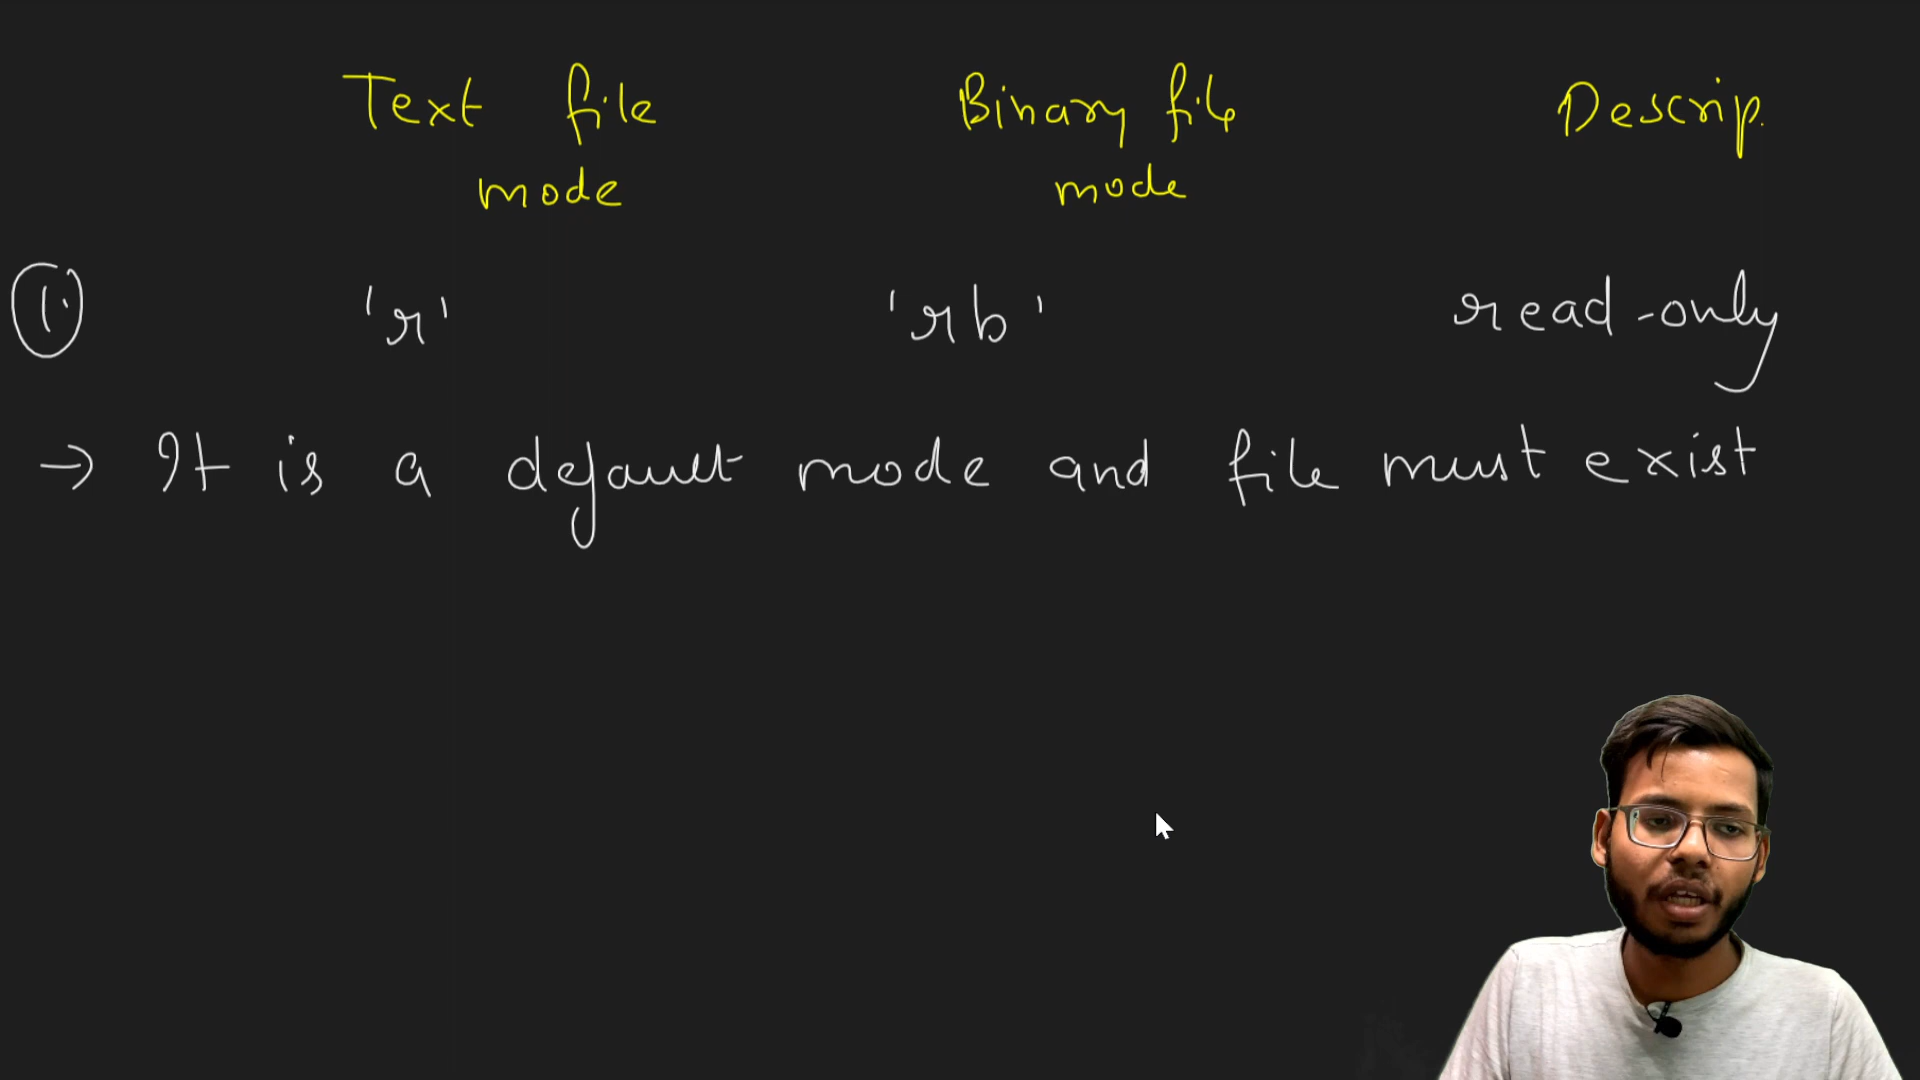 Text file Binary file Descrip.
mode mode
1. 'r' 'rb' read-only
→ It is a default mode and file must exist